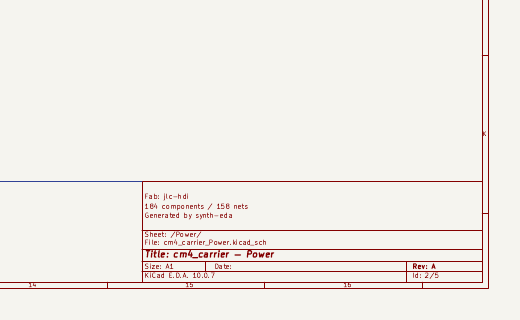 K
Fab: jlc-hdi
184 components / 158 nets
Generated by synth-eda
Sheet: /Power/
File: cm4_carrier_Power.kicad_sch
Title: cm4_carrier — Power
Size: A1 Date: Rev: A
KiCad E.D.A. 10.0.7 Id: 2/5
14 15 16